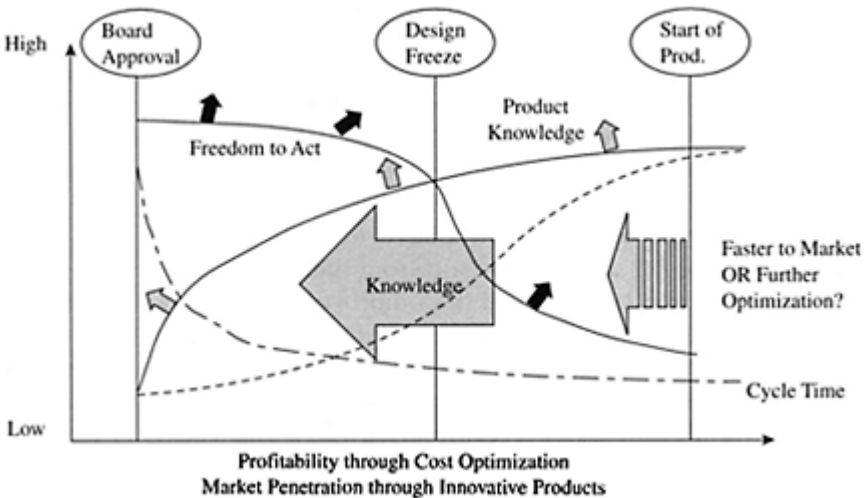 Board
Approval
Design
Freeze
Start of
Prod.
High
Product
Knowledge
Freedom to Act
Knowledge
Faster to Market
OR Further
Optimization?
Cycle Time
Low
Profitability through Cost Optimization
Market Penetration through Innovative Products